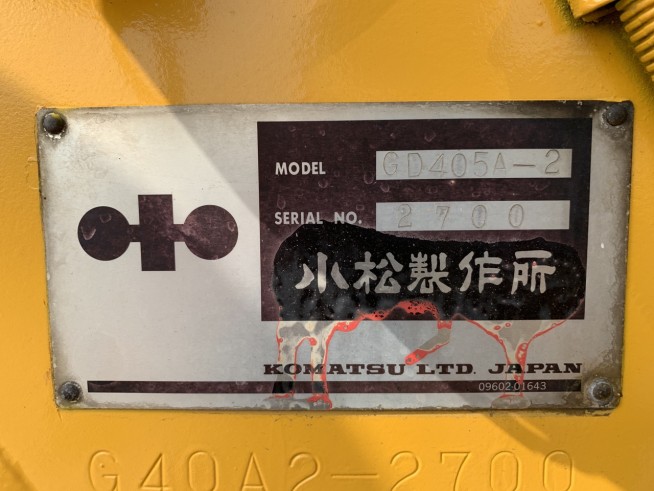 MODEL GD405A-2
SERIAL NO. 2700
小松製作所
KOMATSU LTD. JAPAN
09602-01643
G40A2-2700